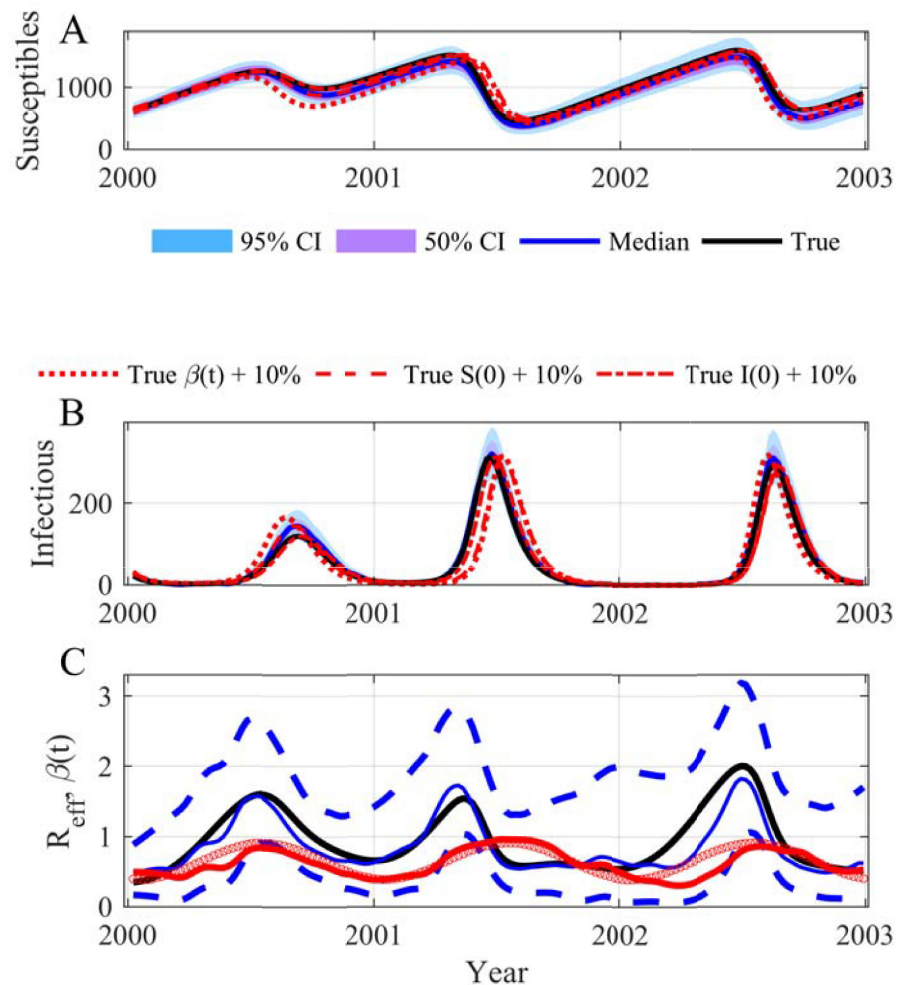 A
Susceptibles
1000
0
2000 2001 2002 2003
95% CI 50% CI Median True
True β(t) + 10% True S(0) + 10% True I(0) + 10%
B
Infectious
200
0
2000 2001 2002 2003
C
R_eff, β(t)
3
2
1
0
2000 2001 2002 2003
Year